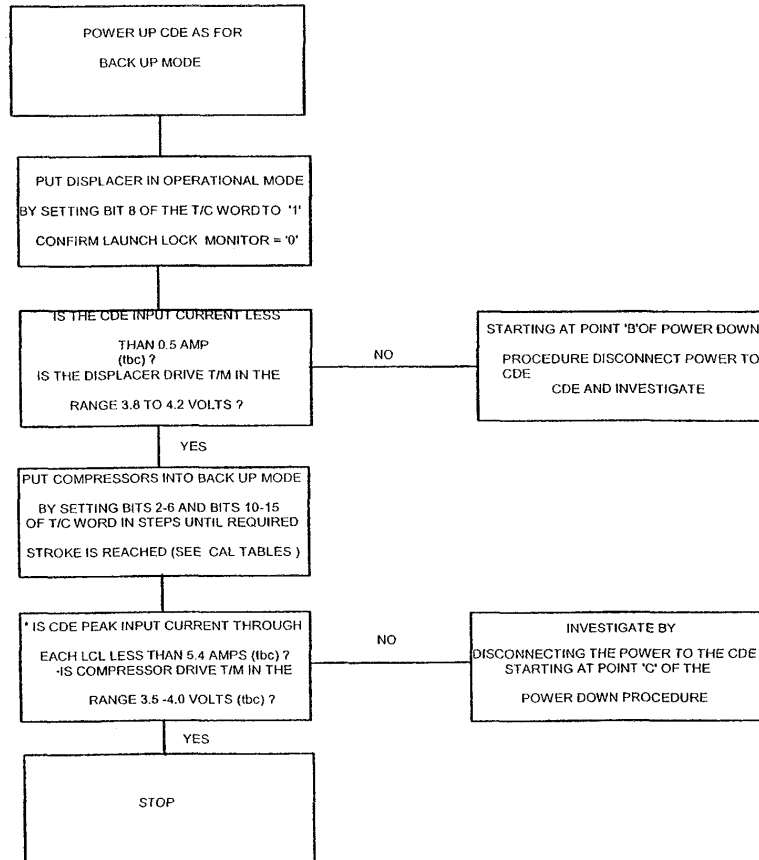 POWER UP CDE AS FOR
BACK UP MODE
PUT DISPLACER IN OPERATIONAL MODE
BY SETTING BIT 8 OF THE T/C WORD TO '1'
CONFIRM LAUNCH LOCK MONITOR = '0'
IS THE CDE INPUT CURRENT LESS
THAN 0.5 AMP
(tbc) ?
IS THE DISPLACER DRIVE T/M IN THE
RANGE 3.8 TO 4.2 VOLTS ?
NO
STARTING AT POINT 'B'OF POWER DOWN
PROCEDURE DISCONNECT POWER TO
CDE
CDE AND INVESTIGATE
YES
PUT COMPRESSORS INTO BACK UP MODE
BY SETTING BITS 2-6 AND BITS 10-15
OF T/C WORD IN STEPS UNTIL REQUIRED
STROKE IS REACHED (SEE CAL TABLES )
* IS CDE PEAK INPUT CURRENT THROUGH
EACH LCL LESS THAN 5.4 AMPS (tbc) ?
-IS COMPRESSOR DRIVE T/M IN THE
RANGE 3.5 -4.0 VOLTS (tbc) ?
NO
INVESTIGATE BY
DISCONNECTING THE POWER TO THE CDE
STARTING AT POINT 'C' OF THE
POWER DOWN PROCEDURE
YES
STOP